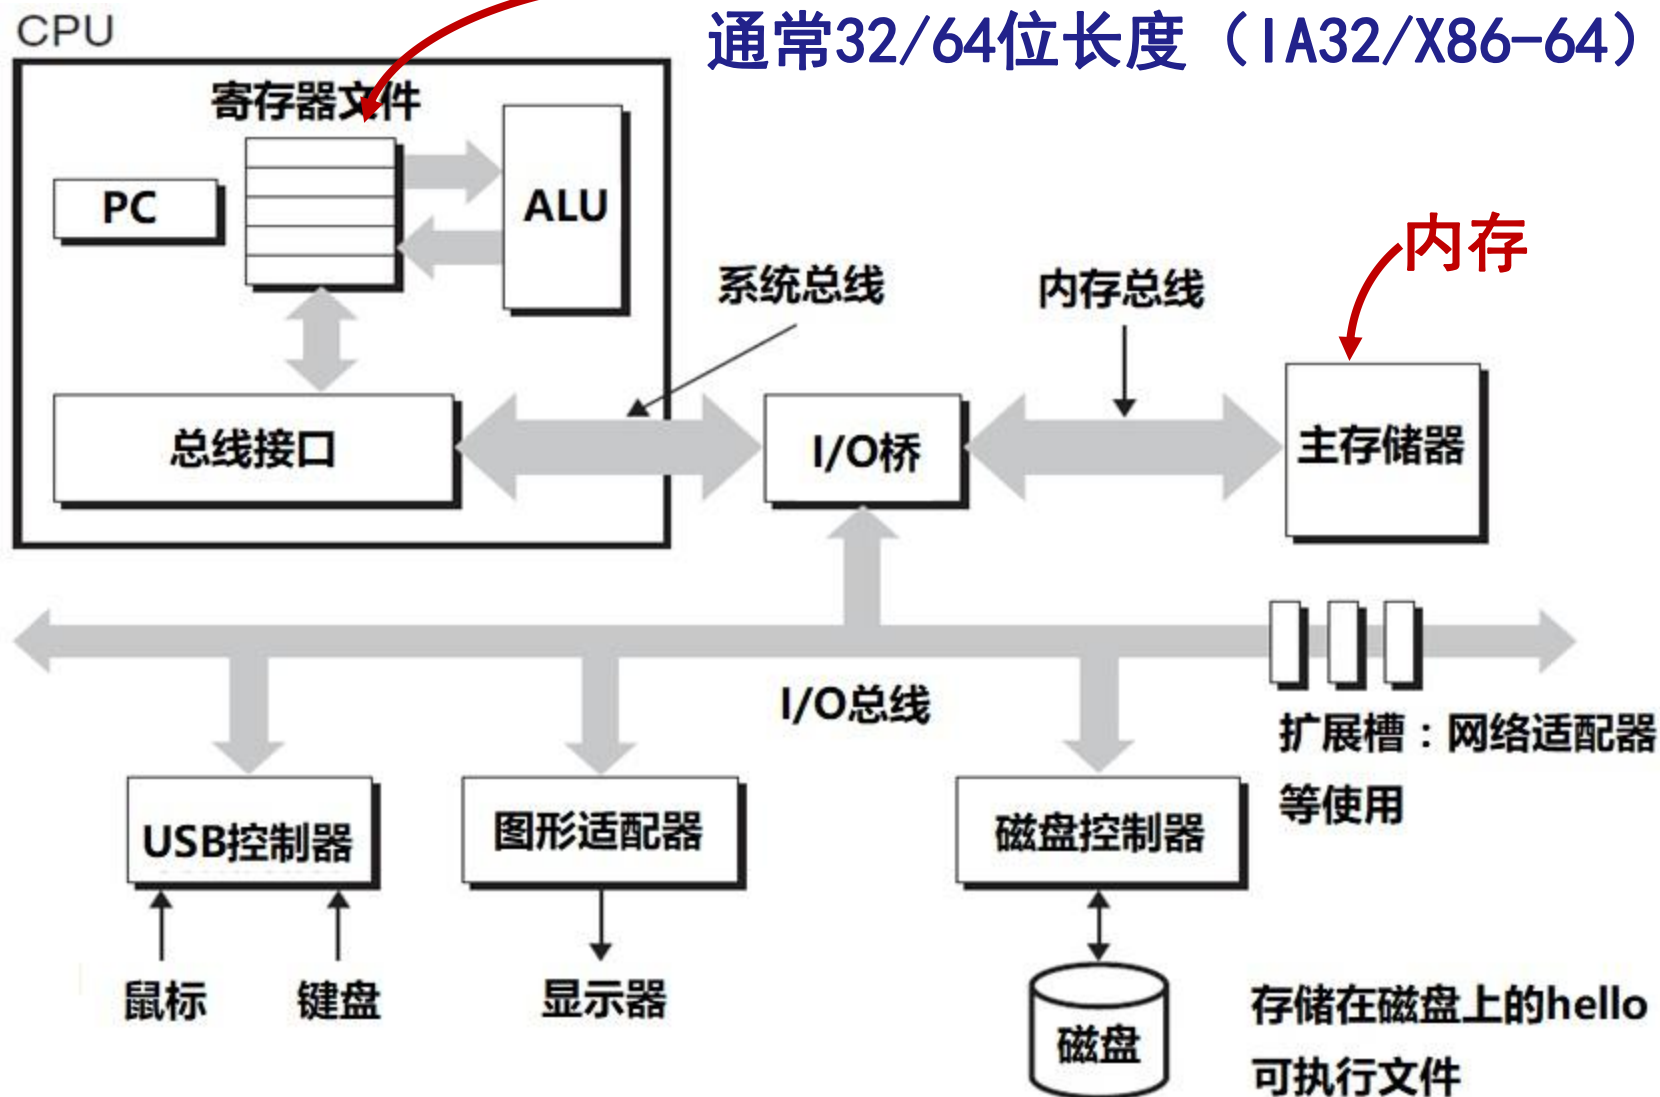 CPU
通常32/64位长度（IA32/X86-64）
寄存器文件
PC
ALU
内存
系统总线
内存总线
总线接口
I/O桥
主存储器
I/O总线
扩展槽：网络适配器
等使用
USB控制器
图形适配器
磁盘控制器
鼠标
键盘
显示器
磁盘
存储在磁盘上的hello
可执行文件